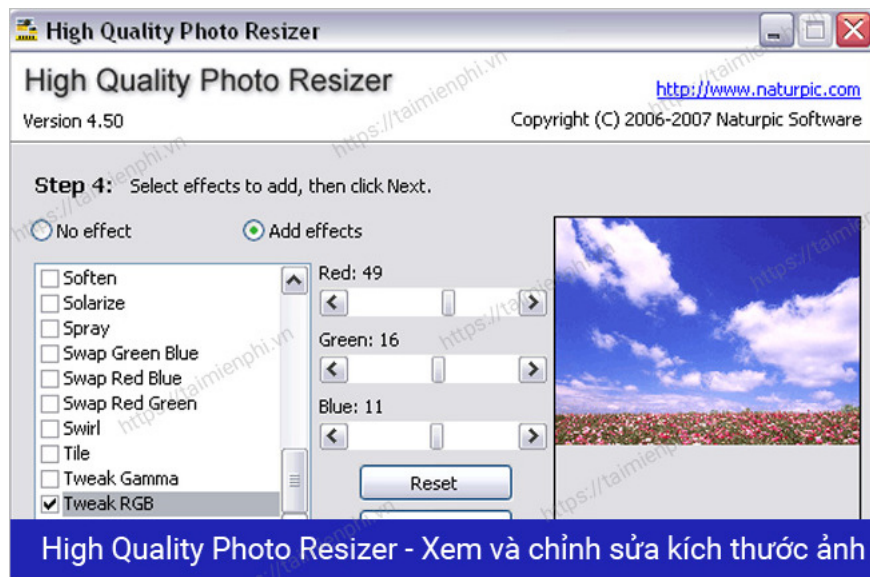 High Quality Photo Resizer
High Quality Photo Resizer
http://www.naturpic.com
Version 4.50
Copyright (C) 2006-2007 Naturpic Software
Step 4: Select effects to add, then click Next.
No effect
Add effects
Soften
Solarize
Spray
Swap Green Blue
Swap Red Blue
Swap Red Green
Swirl
Tile
Tweak Gamma
Tweak RGB
Red: 49
Green: 16
Blue: 11
Reset
High Quality Photo Resizer - Xem và chỉnh sửa kích thước ảnh
https://taimienphi.vn